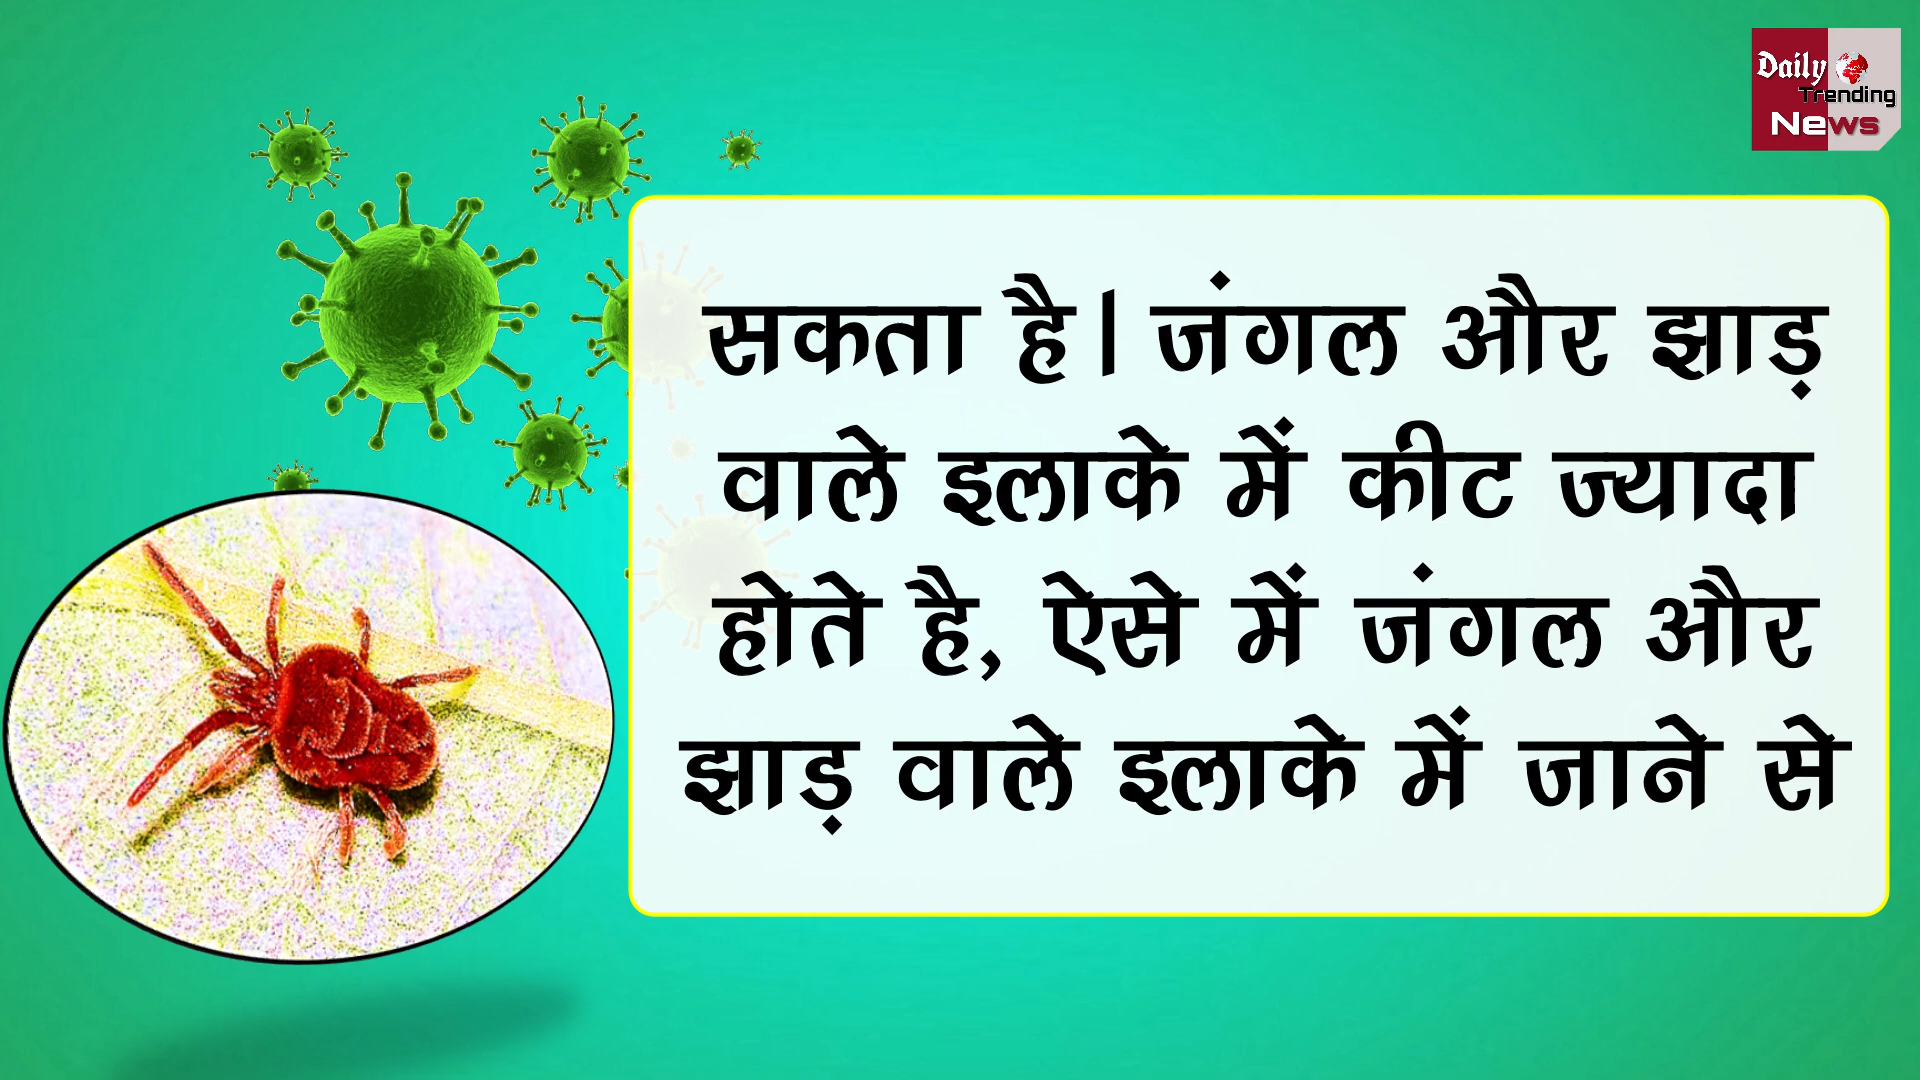 Daily
Trending
News
सकता है। जंगल और झाड़
वाले इलाके में कीट ज्यादा
होते है, ऐसे में जंगल और
झाड़ वाले इलाके में जाने से